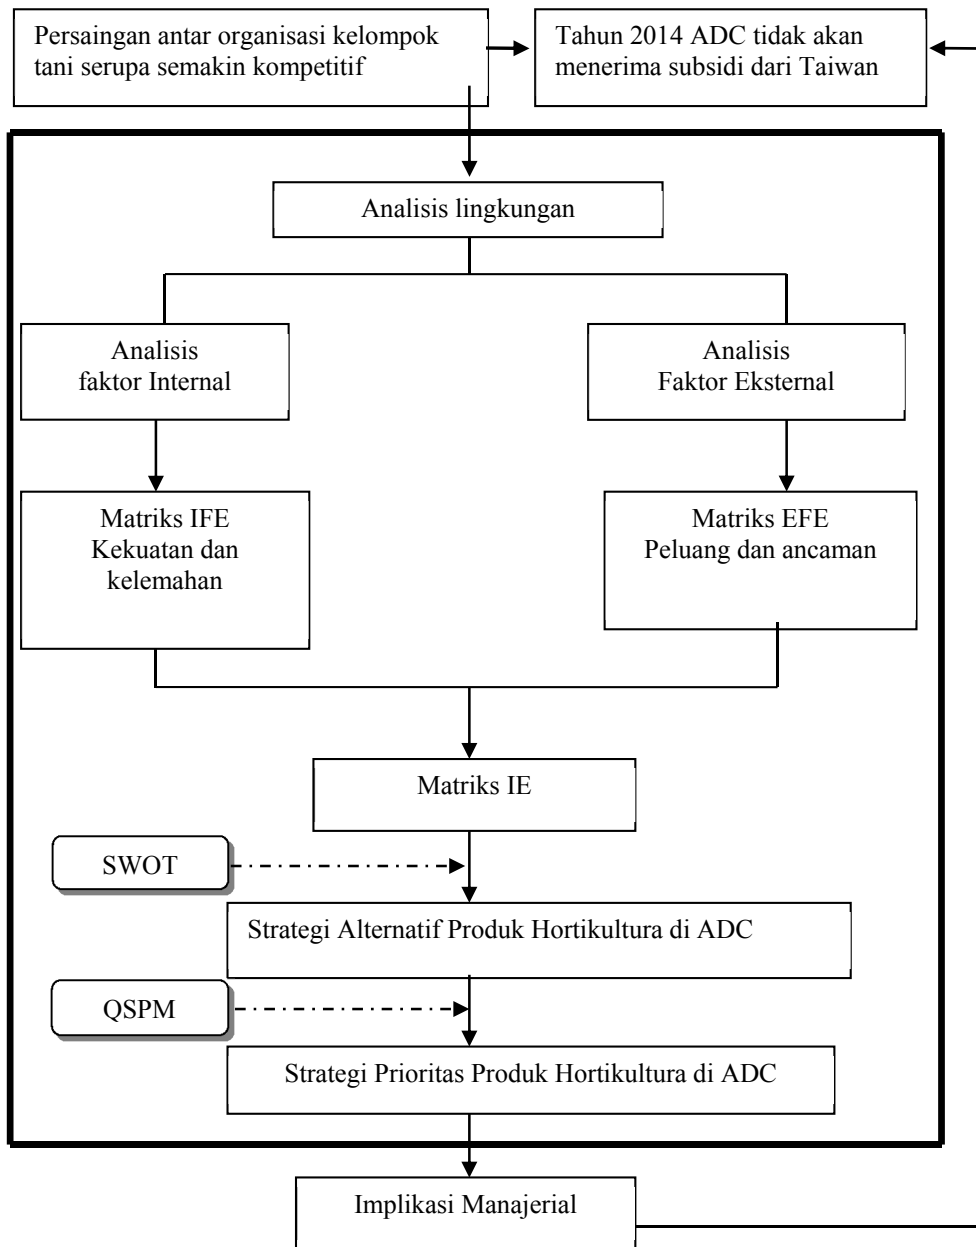 Persaingan antar organisasi kelompok
tani serupa semakin kompetitif
Tahun 2014 ADC tidak akan
menerima subsidi dari Taiwan
Analisis lingkungan
Analisis
faktor Internal
Analisis
Faktor Eksternal
Matriks IFE
Kekuatan dan
kelemahan
Matriks EFE
Peluang dan ancaman
Matriks IE
SWOT
Strategi Alternatif Produk Hortikultura di ADC
QSPM
Strategi Prioritas Produk Hortikultura di ADC
Implikasi Manajerial